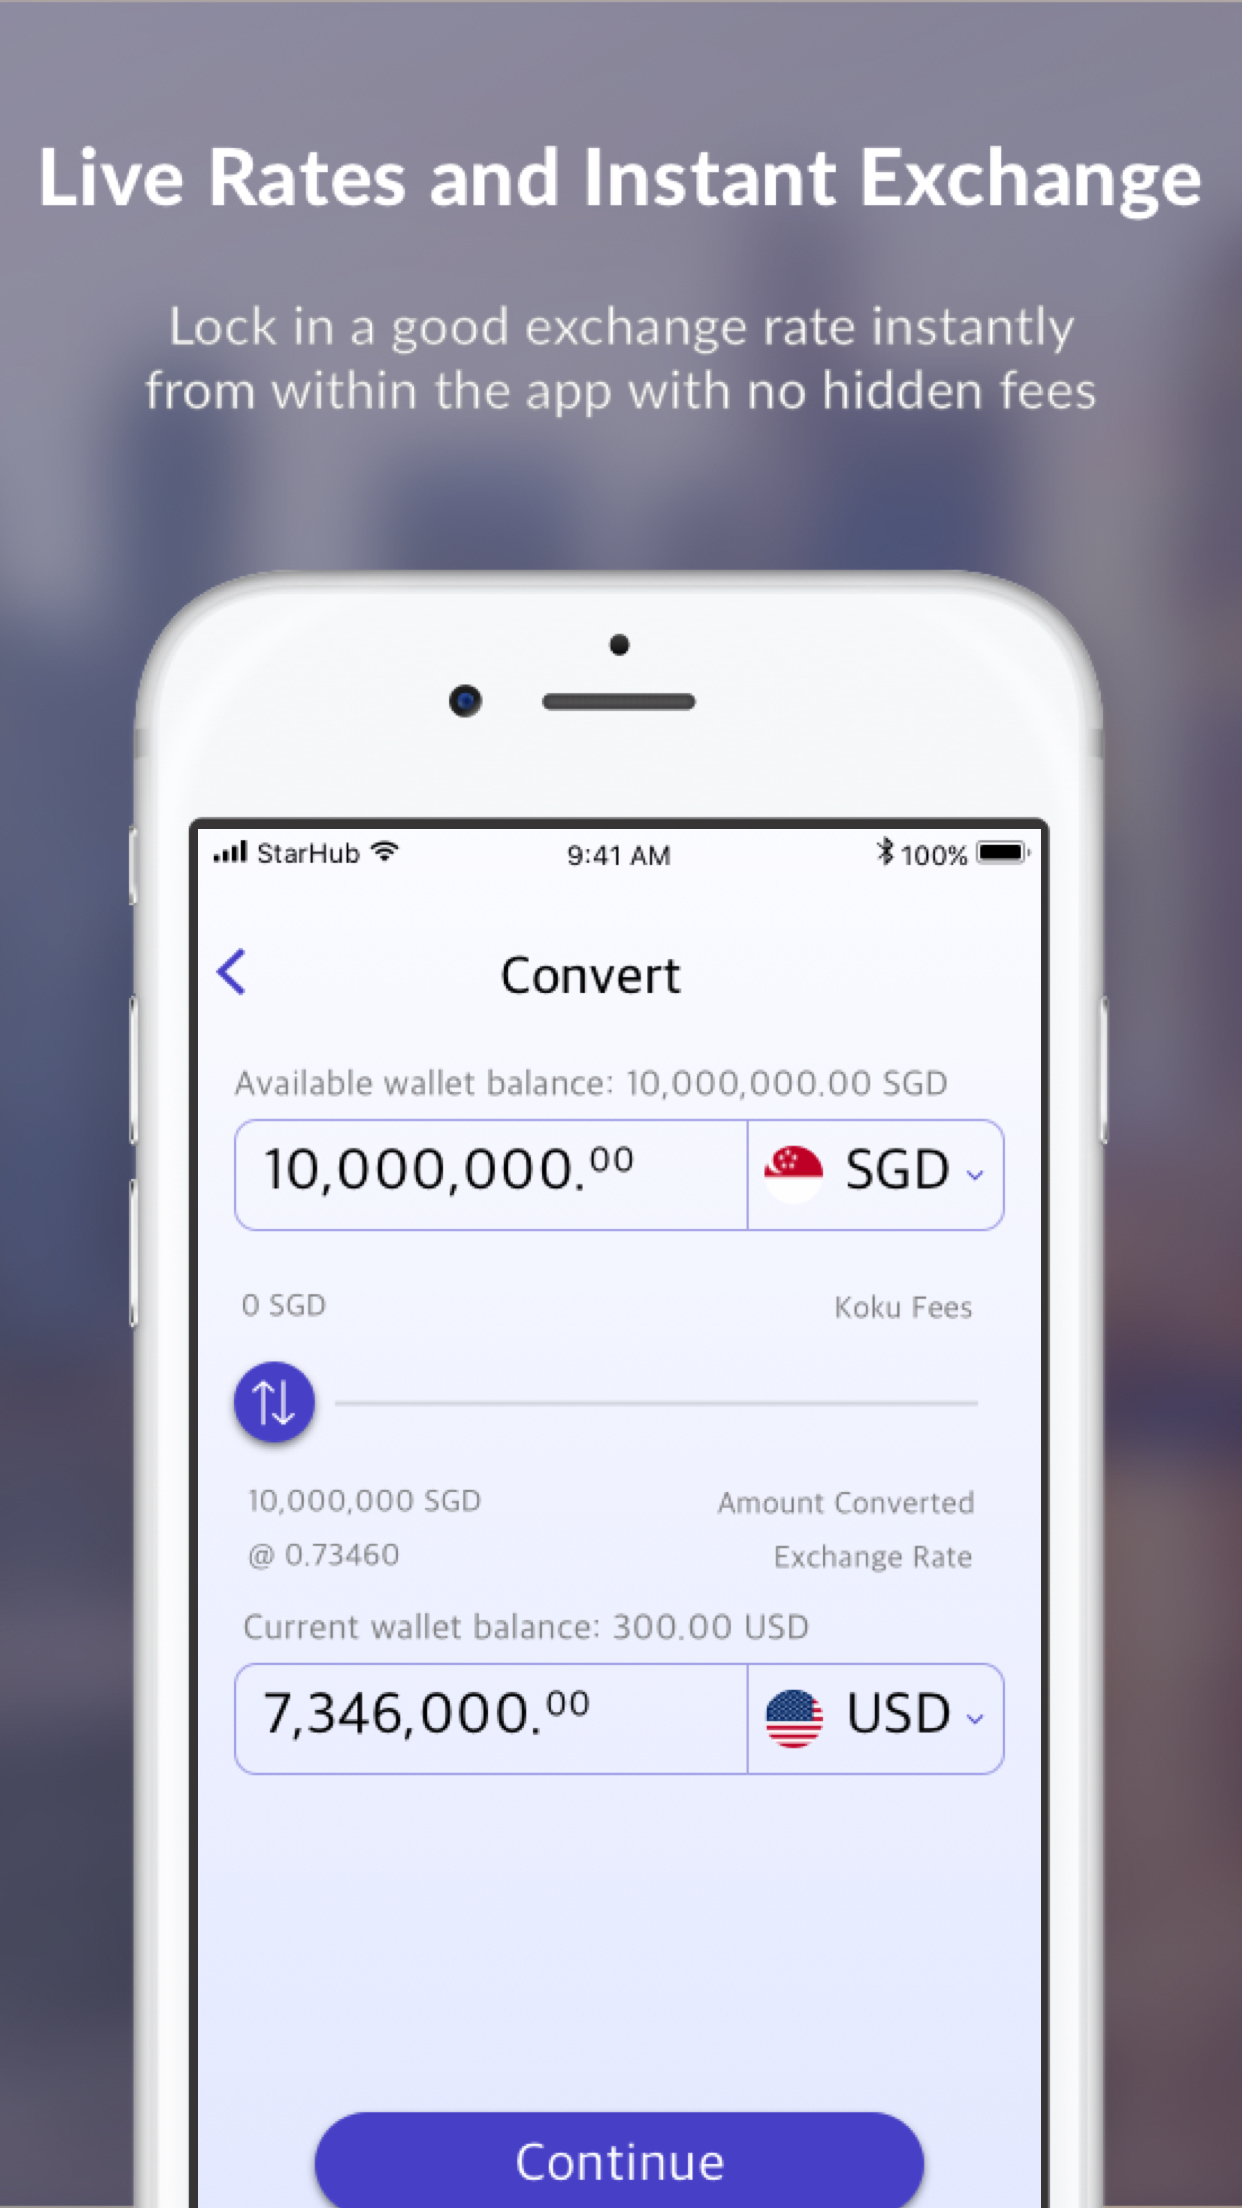 Live Rates and Instant Exchange
Lock in a good exchange rate instantly
from within the app with no hidden fees
StarHub 9:41 AM 100%
Convert
Available wallet balance: 10,000,000.00 SGD
10,000,000.00 SGD
0 SGD Koku Fees
10,000,000 SGD Amount Converted
@ 0.73460 Exchange Rate
Current wallet balance: 300.00 USD
7,346,000.00 USD
Continue